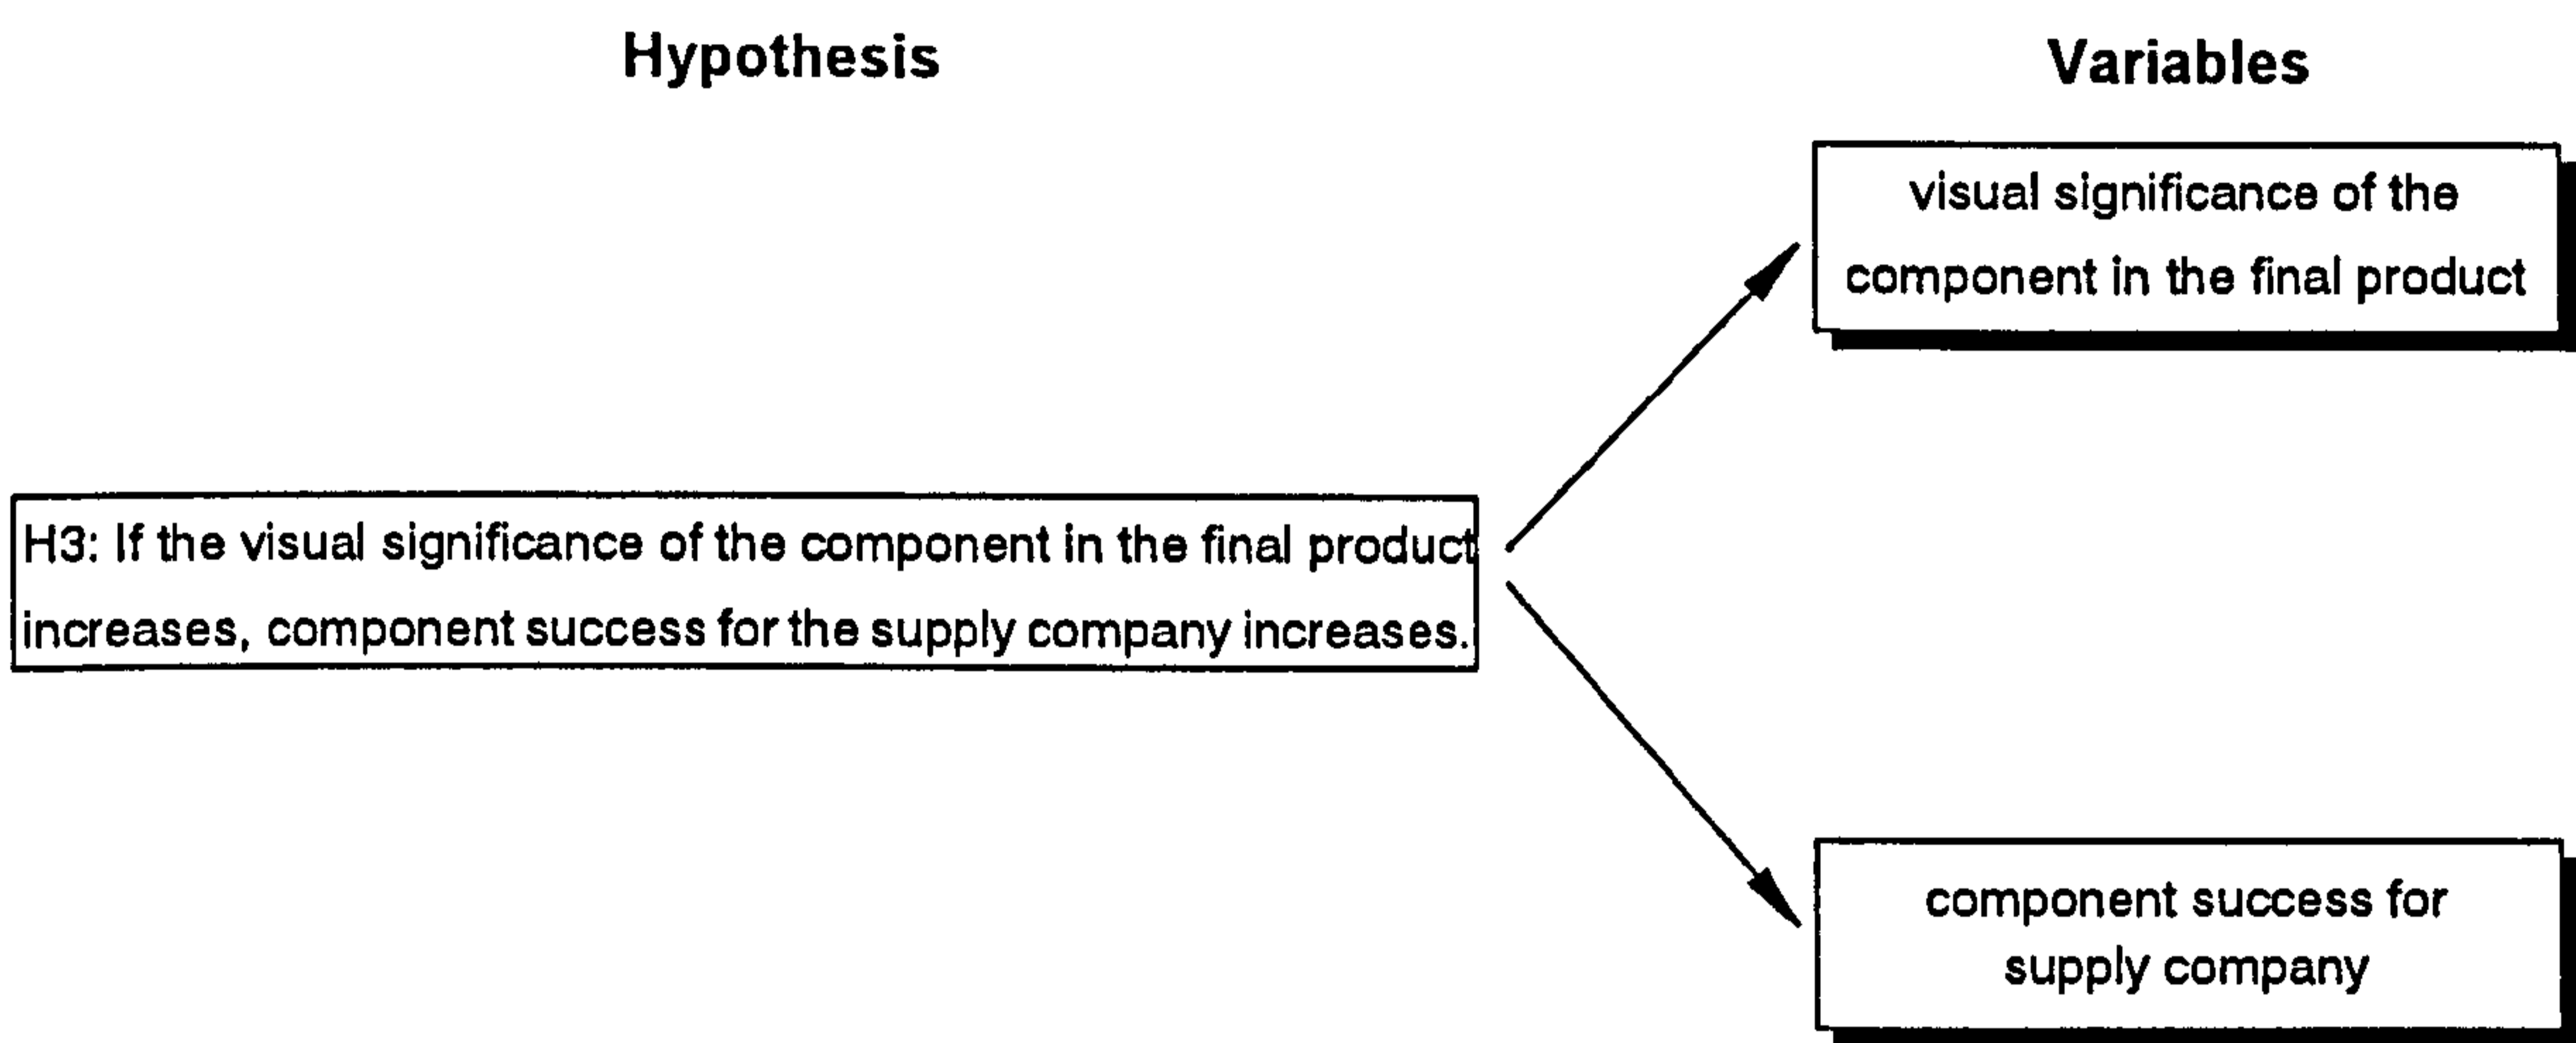 Hypothesis
Variables
visual significance of the
component in the final product
H3: If the visual significance of the component in the final product
increases, component success for the supply company increases.
component success for
supply company